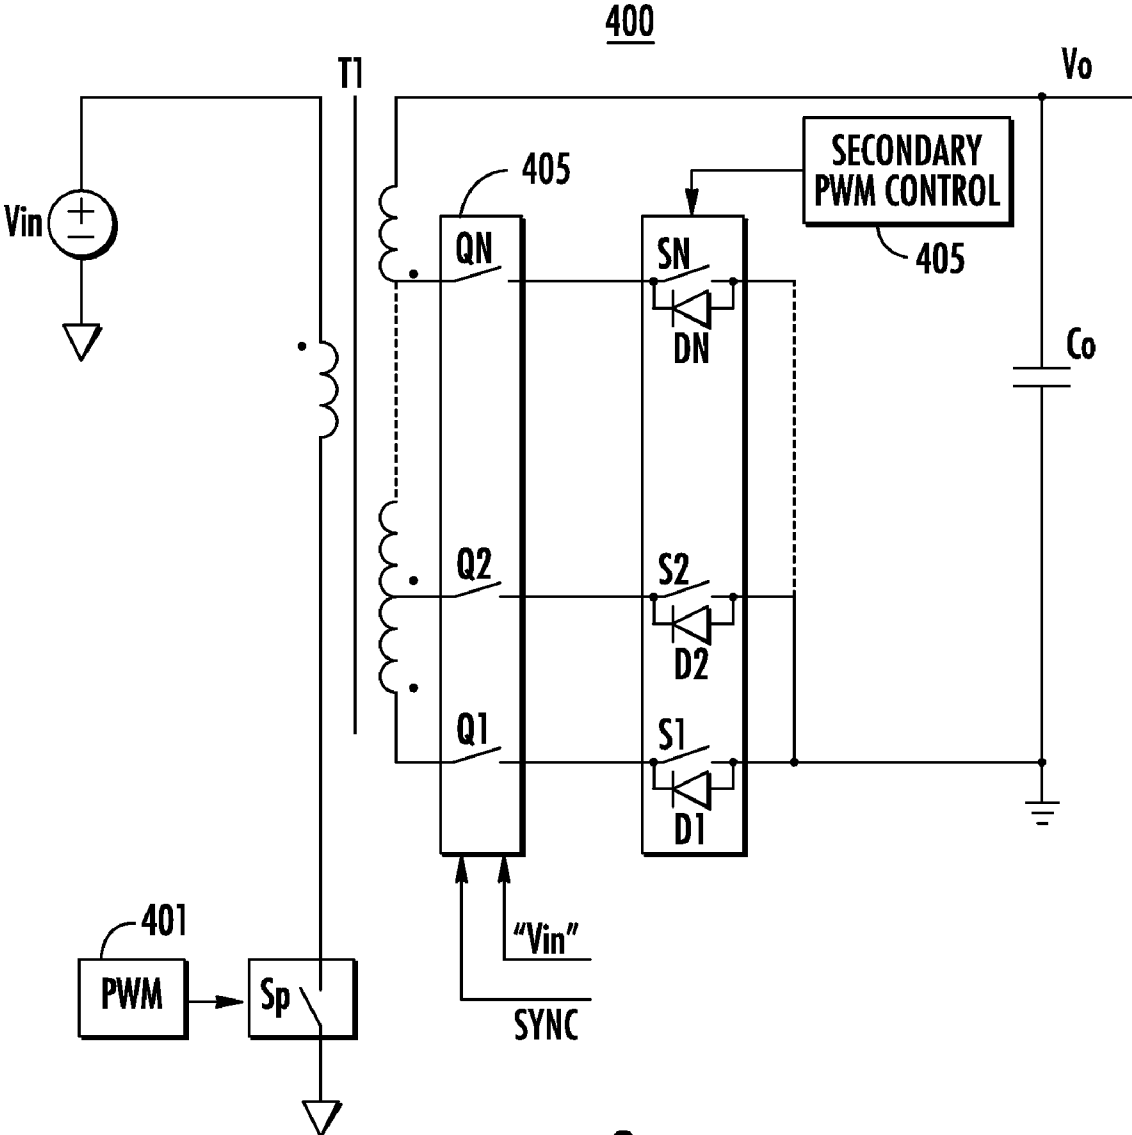 400
T1
Vo
SECONDARY
PWM CONTROL
405
405
Vin
+
−
QN
SN
DN
Co
Q2
S2
D2
Q1
S1
D1
"Vin"
SYNC
401
PWM
Sp